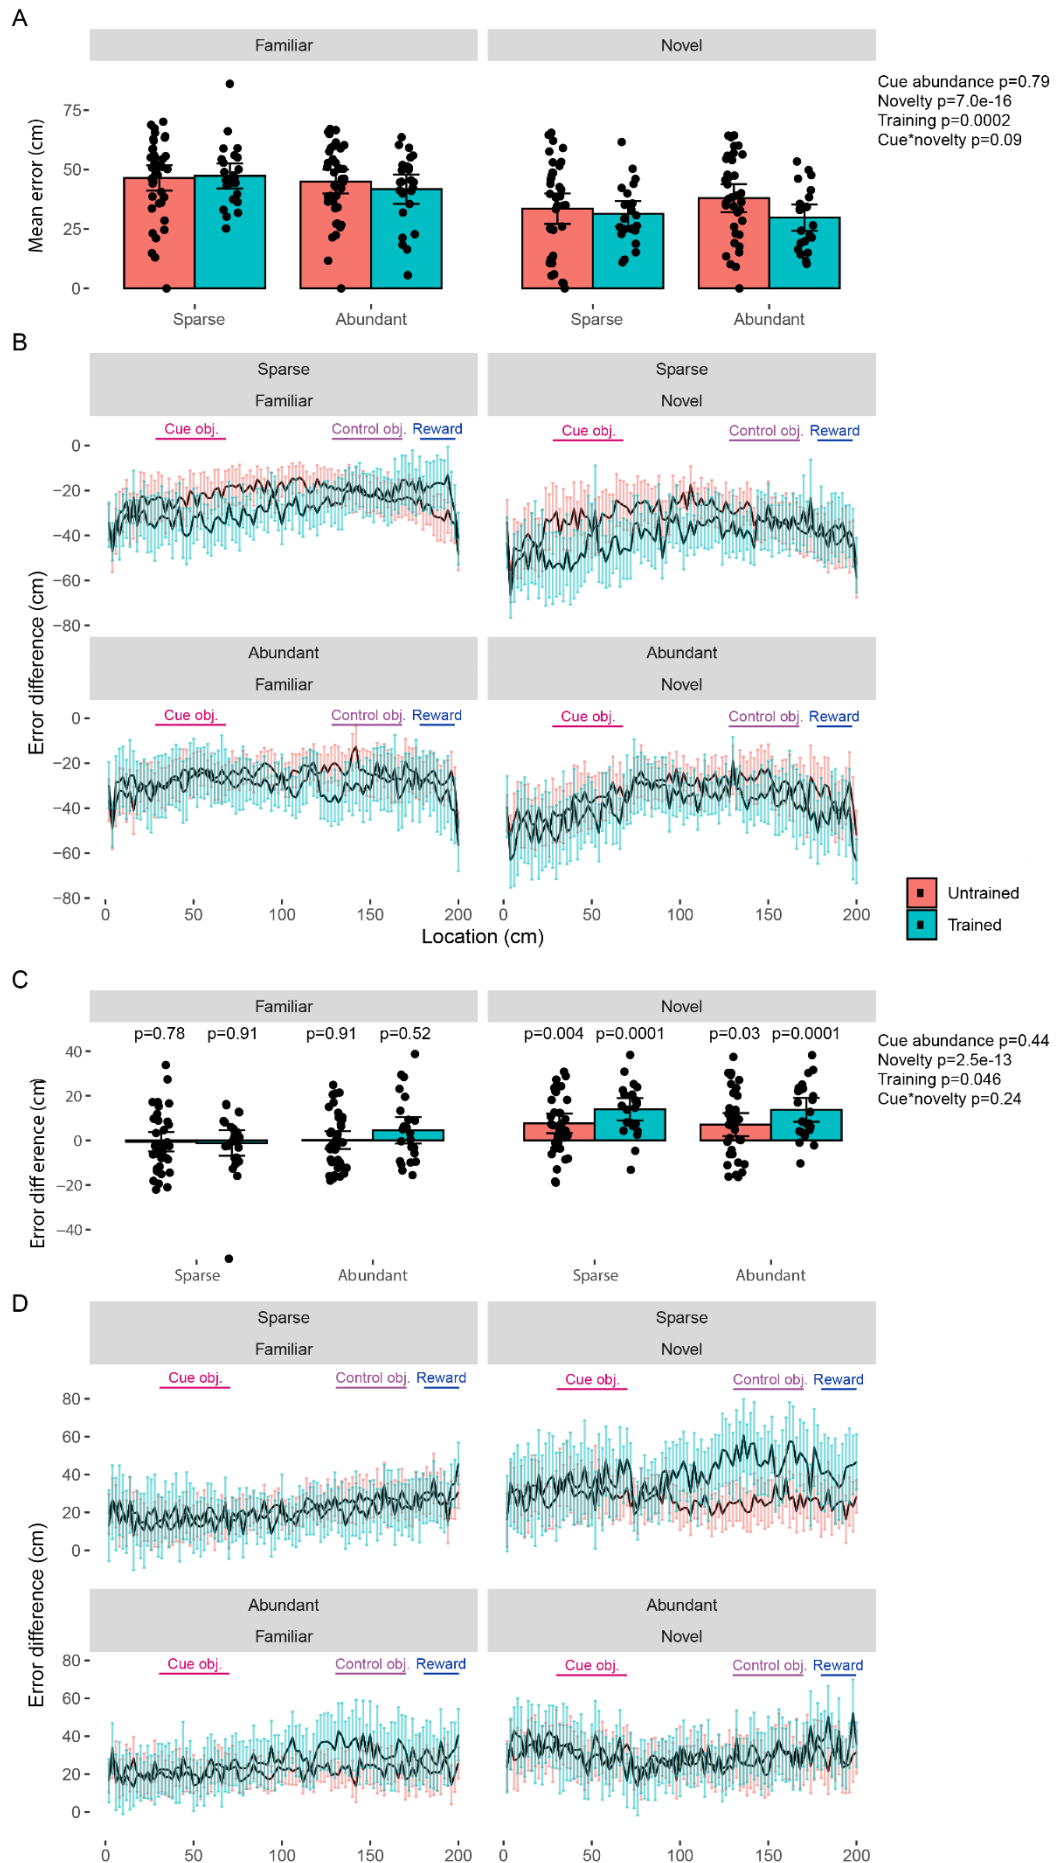 A
Familiar
Novel
Cue abundance p=0.79
Novelty p=7.0e-16
Training p=0.0002
Cue*novelty p=0.09
Mean error (cm)
75
50
25
0
Sparse
Abundant
Sparse
Abundant
B
Sparse
Familiar
Sparse
Novel
Cue obj.
Control obj.
Reward
Cue obj.
Control obj.
Reward
0
−20
−40
−60
−80
Error difference (cm)
Abundant
Familiar
Abundant
Novel
Cue obj.
Control obj.
Reward
Cue obj.
Control obj.
Reward
0
−20
−40
−60
−80
0 50 100 150 200
0 50 100 150 200
Location (cm)
Untrained
Trained
C
Familiar
Novel
p=0.78 p=0.91 p=0.91 p=0.52
p=0.004 p=0.0001 p=0.03 p=0.0001
Cue abundance p=0.44
Novelty p=2.5e-13
Training p=0.046
Cue*novelty p=0.24
Error difference (cm)
40
20
0
−20
−40
Sparse
Abundant
Sparse
Abundant
D
Sparse
Familiar
Sparse
Novel
Cue obj.
Control obj.
Reward
Cue obj.
Control obj.
Reward
80
60
40
20
0
Error difference (cm)
Abundant
Familiar
Abundant
Novel
Cue obj.
Control obj.
Reward
Cue obj.
Control obj.
Reward
80
60
40
20
0
0 50 100 150 200
0 50 100 150 200